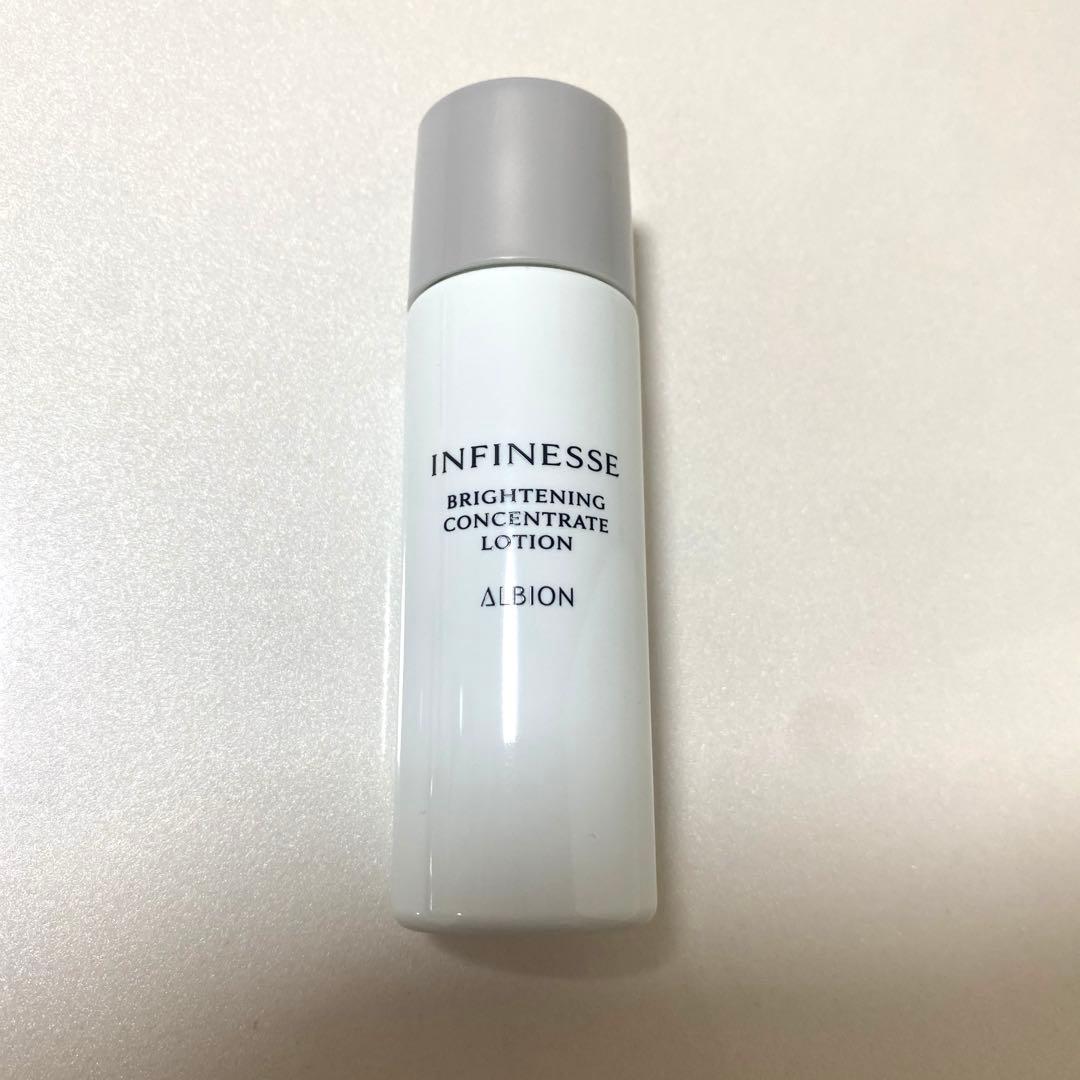 INFINESSE
BRIGHTENING
CONCENTRATE
LOTION
ALBION